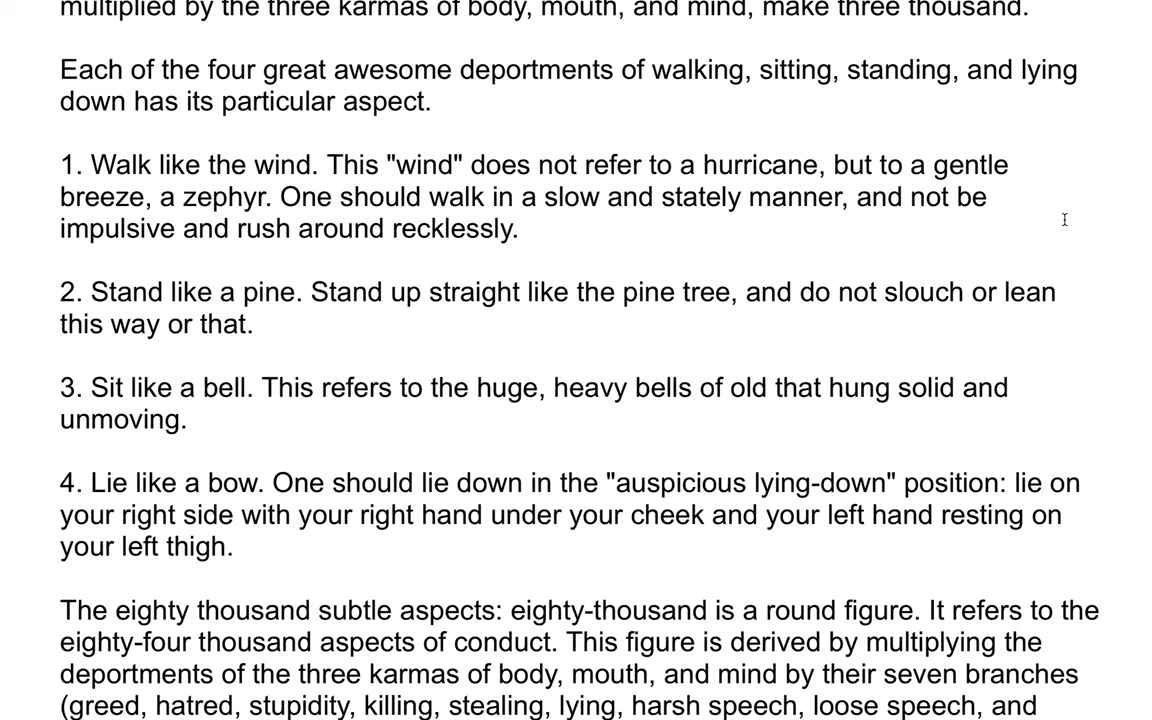 multiplied by the three karmas of body, mouth, and mind, make three thousand.
Each of the four great awesome deportments of walking, sitting, standing, and lying
down has its particular aspect.
1. Walk like the wind. This "wind" does not refer to a hurricane, but to a gentle
breeze, a zephyr. One should walk in a slow and stately manner, and not be
impulsive and rush around recklessly.
2. Stand like a pine. Stand up straight like the pine tree, and do not slouch or lean
this way or that.
3. Sit like a bell. This refers to the huge, heavy bells of old that hung solid and
unmoving.
4. Lie like a bow. One should lie down in the "auspicious lying-down" position: lie on
your right side with your right hand under your cheek and your left hand resting on
your left thigh.
The eighty thousand subtle aspects: eighty-thousand is a round figure. It refers to the
eighty-four thousand aspects of conduct. This figure is derived by multiplying the
deportments of the three karmas of body, mouth, and mind by their seven branches
(greed, hatred, stupidity, killing, stealing, lying, harsh speech, loose speech, and